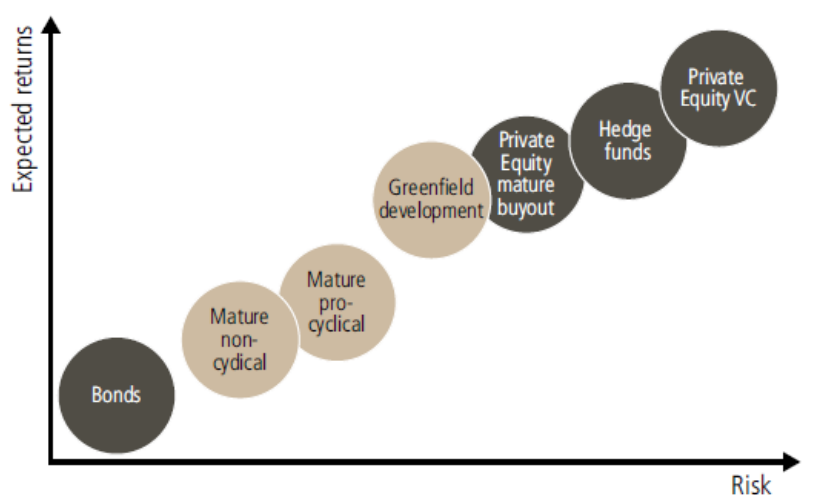 Expected returns
Private
Equity VC
Hedge
funds
Private
Equity
mature
buyout
Greenfield
development
Mature
pro-
cyclical
Mature
non-
cydical
Bonds
Risk